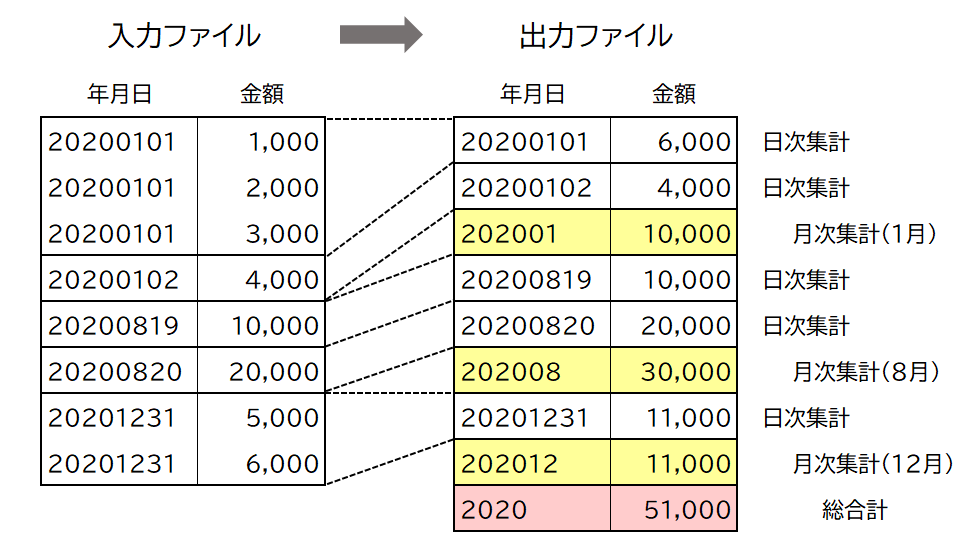 入力ファイル 出力ファイル
年月日 金額 年月日 金額
20200101 1,000 20200101 6,000 日次集計
20200101 2,000 20200102 4,000 日次集計
20200101 3,000 202001 10,000 月次集計(1月)
20200102 4,000 20200819 10,000 日次集計
20200819 10,000 20200820 20,000 日次集計
20200820 20,000 202008 30,000 月次集計(8月)
20201231 5,000 20201231 11,000 日次集計
20201231 6,000 202012 11,000 月次集計(12月)
2020 51,000 総合計